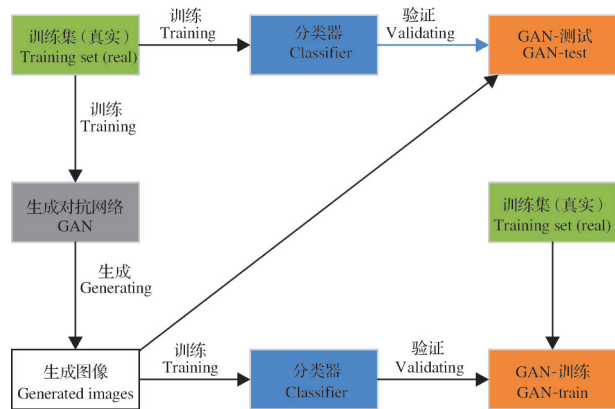 训练集(真实)
Training set (real)
训练
Training
分类器
Classifier
验证
Validating
GAN-测试
GAN-test
训练
Training
生成对抗网络
GAN
训练集(真实)
Training set (real)
生成
Generating
生成图像
Generated images
训练
Training
分类器
Classifier
验证
Validating
GAN-训练
GAN-train